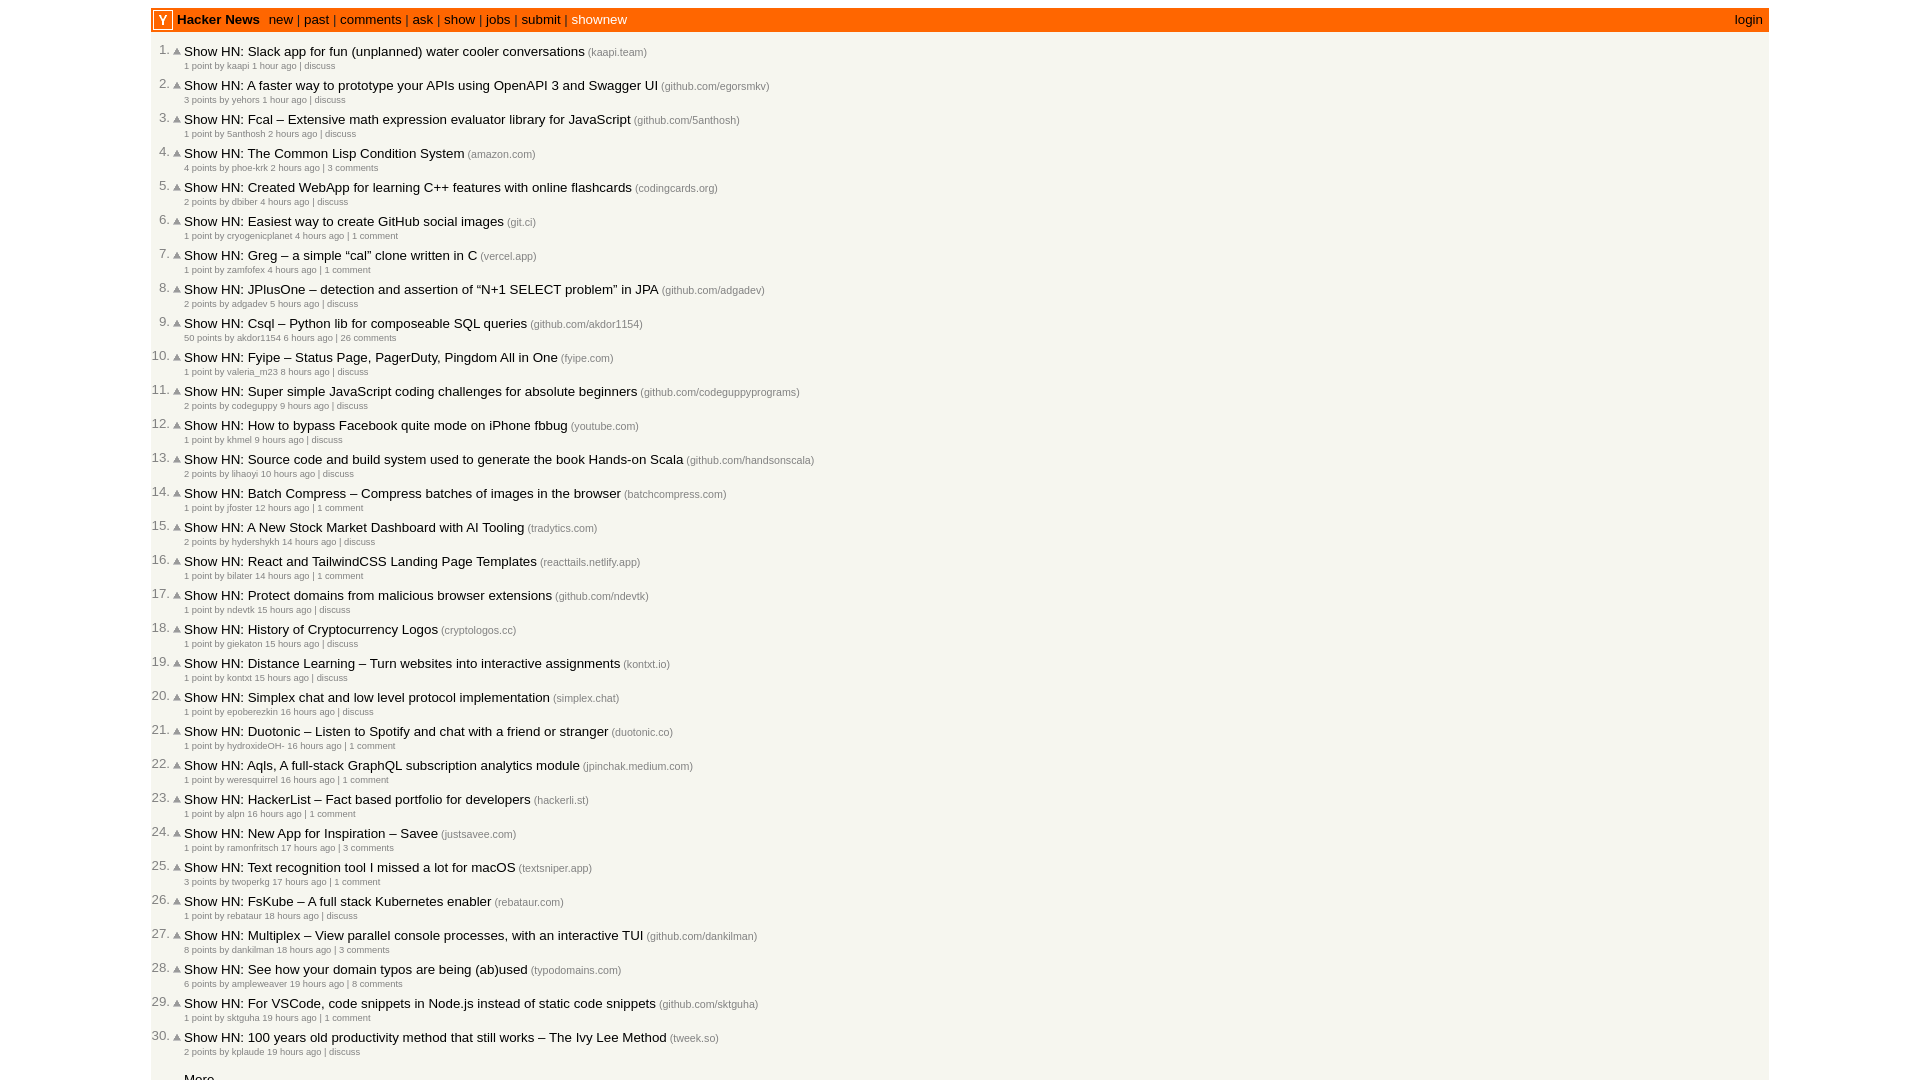 Y Hacker News new | past | comments | ask | show | jobs | submit | shownew login
1. Show HN: Slack app for fun (unplanned) water cooler conversations (kaapi.team)
1 point by kaapi 1 hour ago | discuss
2. Show HN: A faster way to prototype your APIs using OpenAPI 3 and Swagger UI (github.com/egorsmkv)
3 points by yehors 1 hour ago | discuss
3. Show HN: Fcal – Extensive math expression evaluator library for JavaScript (github.com/5anthosh)
1 point by 5anthosh 2 hours ago | discuss
4. Show HN: The Common Lisp Condition System (amazon.com)
4 points by phoe-krk 2 hours ago | 3 comments
5. Show HN: Created WebApp for learning C++ features with online flashcards (codingcards.org)
2 points by dbiber 4 hours ago | discuss
6. Show HN: Easiest way to create GitHub social images (git.ci)
1 point by cryogenicplanet 4 hours ago | 1 comment
7. Show HN: Greg – a simple “cal” clone written in C (vercel.app)
1 point by zamfofex 4 hours ago | 1 comment
8. Show HN: JPlusOne – detection and assertion of “N+1 SELECT problem” in JPA (github.com/adgadev)
2 points by adgadev 5 hours ago | discuss
9. Show HN: Csql – Python lib for composeable SQL queries (github.com/akdor1154)
50 points by akdor1154 6 hours ago | 26 comments
10. Show HN: Fyipe – Status Page, PagerDuty, Pingdom All in One (fyipe.com)
1 point by valeria_m23 8 hours ago | discuss
11. Show HN: Super simple JavaScript coding challenges for absolute beginners (github.com/codeguppyprograms)
2 points by codeguppy 9 hours ago | discuss
12. Show HN: How to bypass Facebook quite mode on iPhone fbbug (youtube.com)
1 point by khmel 9 hours ago | discuss
13. Show HN: Source code and build system used to generate the book Hands-on Scala (github.com/handsonscala)
2 points by lihaoyi 10 hours ago | discuss
14. Show HN: Batch Compress – Compress batches of images in the browser (batchcompress.com)
1 point by jfoster 12 hours ago | 1 comment
15. Show HN: A New Stock Market Dashboard with AI Tooling (tradytics.com)
2 points by hydershykh 14 hours ago | discuss
16. Show HN: React and TailwindCSS Landing Page Templates (reacttails.netlify.app)
1 point by bilater 14 hours ago | 1 comment
17. Show HN: Protect domains from malicious browser extensions (github.com/ndevtk)
1 point by ndevtk 15 hours ago | discuss
18. Show HN: History of Cryptocurrency Logos (cryptologos.cc)
1 point by giekaton 15 hours ago | discuss
19. Show HN: Distance Learning – Turn websites into interactive assignments (kontxt.io)
1 point by kontxt 15 hours ago | discuss
20. Show HN: Simplex chat and low level protocol implementation (simplex.chat)
1 point by epoberezkin 16 hours ago | discuss
21. Show HN: Duotonic – Listen to Spotify and chat with a friend or stranger (duotonic.co)
1 point by hydroxideOH- 16 hours ago | 1 comment
22. Show HN: Aqls, A full-stack GraphQL subscription analytics module (jpinchak.medium.com)
1 point by weresquirrel 16 hours ago | 1 comment
23. Show HN: HackerList – Fact based portfolio for developers (hackerli.st)
1 point by alpn 16 hours ago | 1 comment
24. Show HN: New App for Inspiration – Savee (justsavee.com)
1 point by ramonfritsch 17 hours ago | 3 comments
25. Show HN: Text recognition tool I missed a lot for macOS (textsniper.app)
3 points by twoperkg 17 hours ago | 1 comment
26. Show HN: FsKube – A full stack Kubernetes enabler (rebataur.com)
1 point by rebataur 18 hours ago | discuss
27. Show HN: Multiplex – View parallel console processes, with an interactive TUI (github.com/dankilman)
8 points by dankilman 18 hours ago | 3 comments
28. Show HN: See how your domain typos are being (ab)used (typodomains.com)
6 points by ampleweaver 19 hours ago | 8 comments
29. Show HN: For VSCode, code snippets in Node.js instead of static code snippets (github.com/sktguha)
1 point by sktguha 19 hours ago | 1 comment
30. Show HN: 100 years old productivity method that still works – The Ivy Lee Method (tweek.so)
2 points by kplaude 19 hours ago | discuss
More